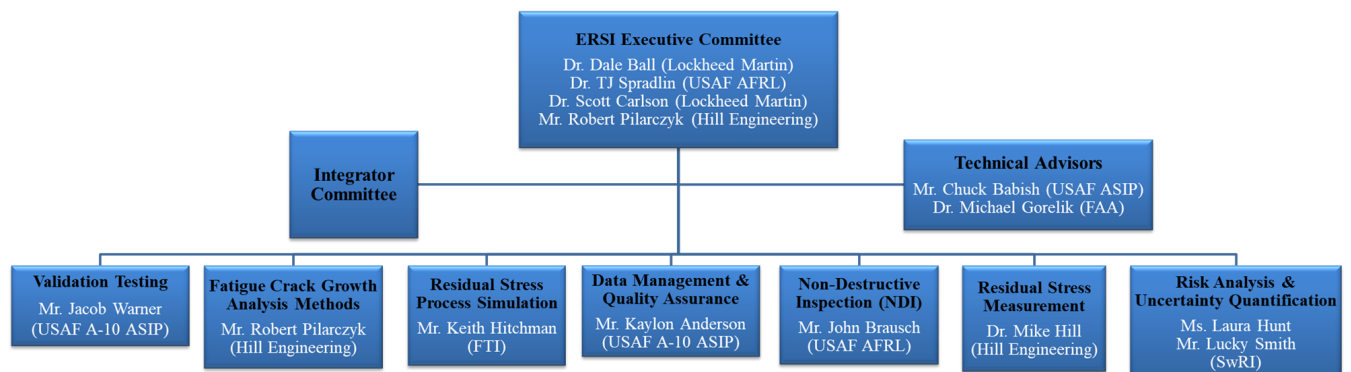 ERSI Executive Committee
Dr. Dale Ball (Lockheed Martin)
Dr. TJ Spradlin (USAF AFRL)
Dr. Scott Carlson (Lockheed Martin)
Mr. Robert Pilarczyk (Hill Engineering)
Integrator
Committee
Technical Advisors
Mr. Chuck Babish (USAF ASIP)
Dr. Michael Gorelik (FAA)
Validation Testing
Mr. Jacob Warner
(USAF A-10 ASIP)
Fatigue Crack Growth
Analysis Methods
Mr. Robert Pilarczyk
(Hill Engineering)
Residual Stress
Process Simulation
Mr. Keith Hitchman
(FTI)
Data Management &
Quality Assurance
Mr. Kaylon Anderson
(USAF A-10 ASIP)
Non-Destructive
Inspection (NDI)
Mr. John Brausch
(USAF AFRL)
Residual Stress
Measurement
Dr. Mike Hill
(Hill Engineering)
Risk Analysis &
Uncertainty Quantification
Ms. Laura Hunt
Mr. Lucky Smith
(SwRI)